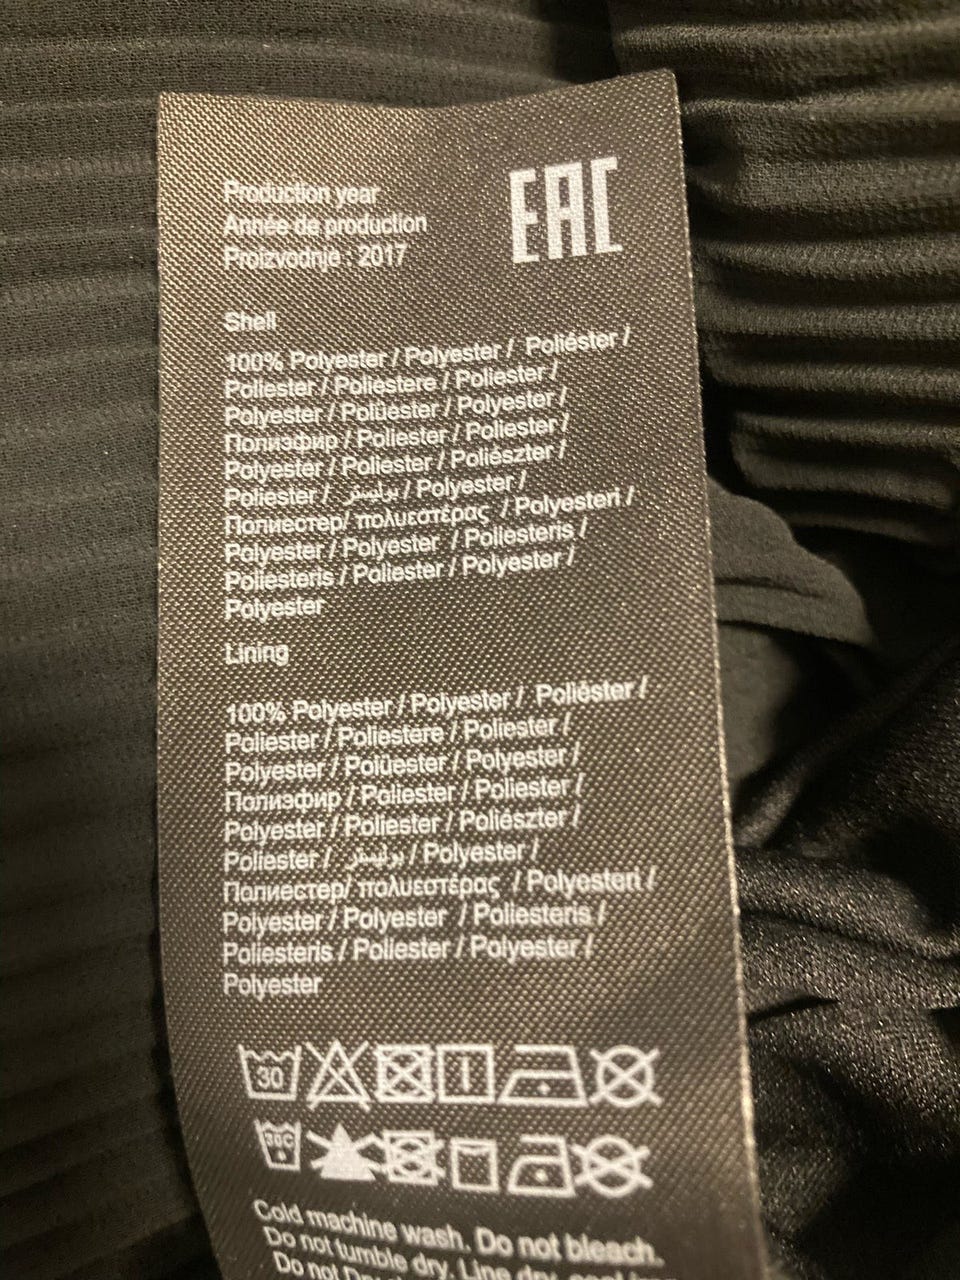 Production year
Année de production
Proizvodnje : 2017
EAC
Shell
100% Polyester / Polyester / Poliéster /
Poliester / Poliestere / Poliester /
Polyester / Polüester / Polyester /
Полиэфир / Poliester / Poliester /
Polyester / Poliester / Poliészter /
Poliester / بوليستر / Polyester /
Полиестер/ πολυεστέρας / Polyesteri /
Polyester / Polyester / Poliesteris /
Poliesteris / Poliester / Polyester /
Polyester
Lining
100% Polyester / Polyester / Poliéster /
Poliester / Poliestere / Poliester /
Polyester / Polüester / Polyester /
Полиэфир / Poliester / Poliester /
Polyester / Poliester / Poliészter /
Poliester / بوليستر / Polyester /
Полиестер/ πολυεστέρας / Polyesteri /
Polyester / Polyester / Poliesteris /
Poliesteris / Poliester / Polyester /
Polyester
30
30C
Cold machine wash. Do not bleach.
Do not tumble dry. Line dry, cool
Do not